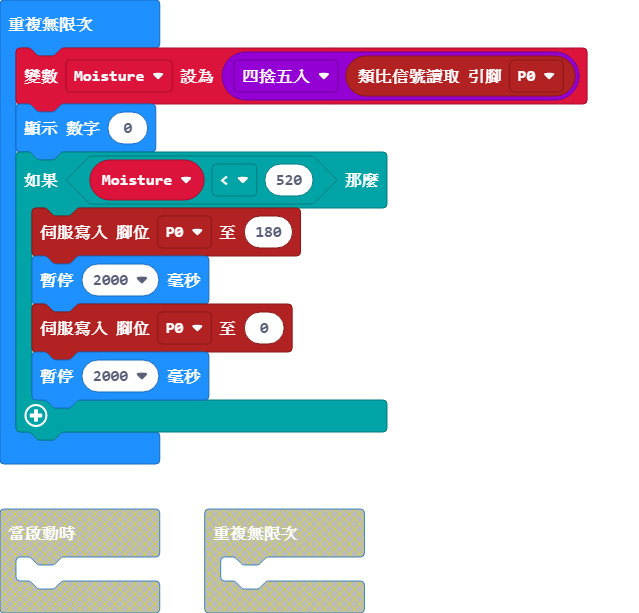 重複無限次
變數 Moisture 設為 四捨五入 類比信號讀取 引腳 P0
顯示 數字 0
如果 Moisture < 520 那麼
伺服寫入 腳位 P0 至 180
暫停 2000 毫秒
伺服寫入 腳位 P0 至 0
暫停 2000 毫秒
當啟動時 重複無限次